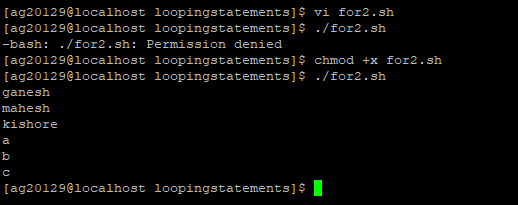 [ag20129@localhost loopingstatements]$ vi for2.sh
[ag20129@localhost loopingstatements]$ ./for2.sh
-bash: ./for2.sh: Permission denied
[ag20129@localhost loopingstatements]$ chmod +x for2.sh
[ag20129@localhost loopingstatements]$ ./for2.sh
ganesh
mahesh
kishore
a
b
c
[ag20129@localhost loopingstatements]$